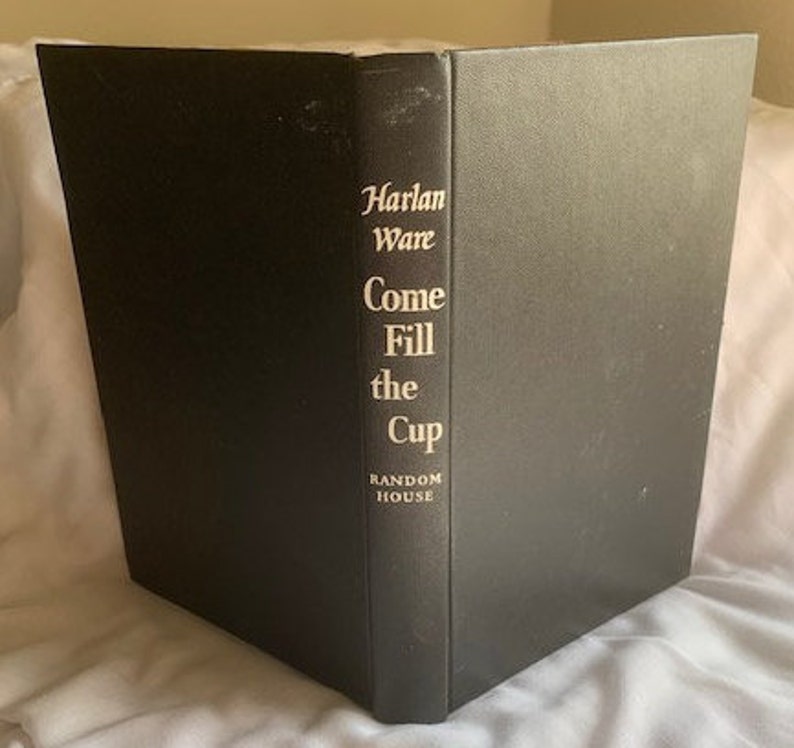 Harlan
Ware
Come
Fill
the
Cup
RANDOM
HOUSE